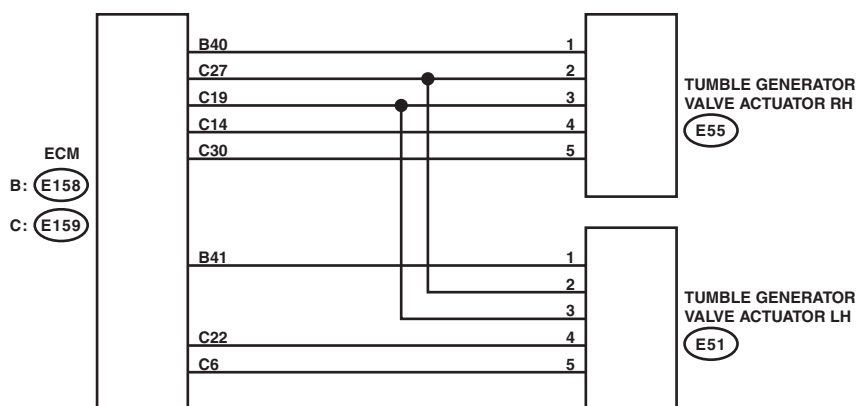 B40 1
C27 2
C19 3
C14 4
C30 5
TUMBLE GENERATOR
VALVE ACTUATOR RH
E55
ECM
B: E158
C: E159
B41 1
2
3
C22 4
C6 5
TUMBLE GENERATOR
VALVE ACTUATOR LH
E51